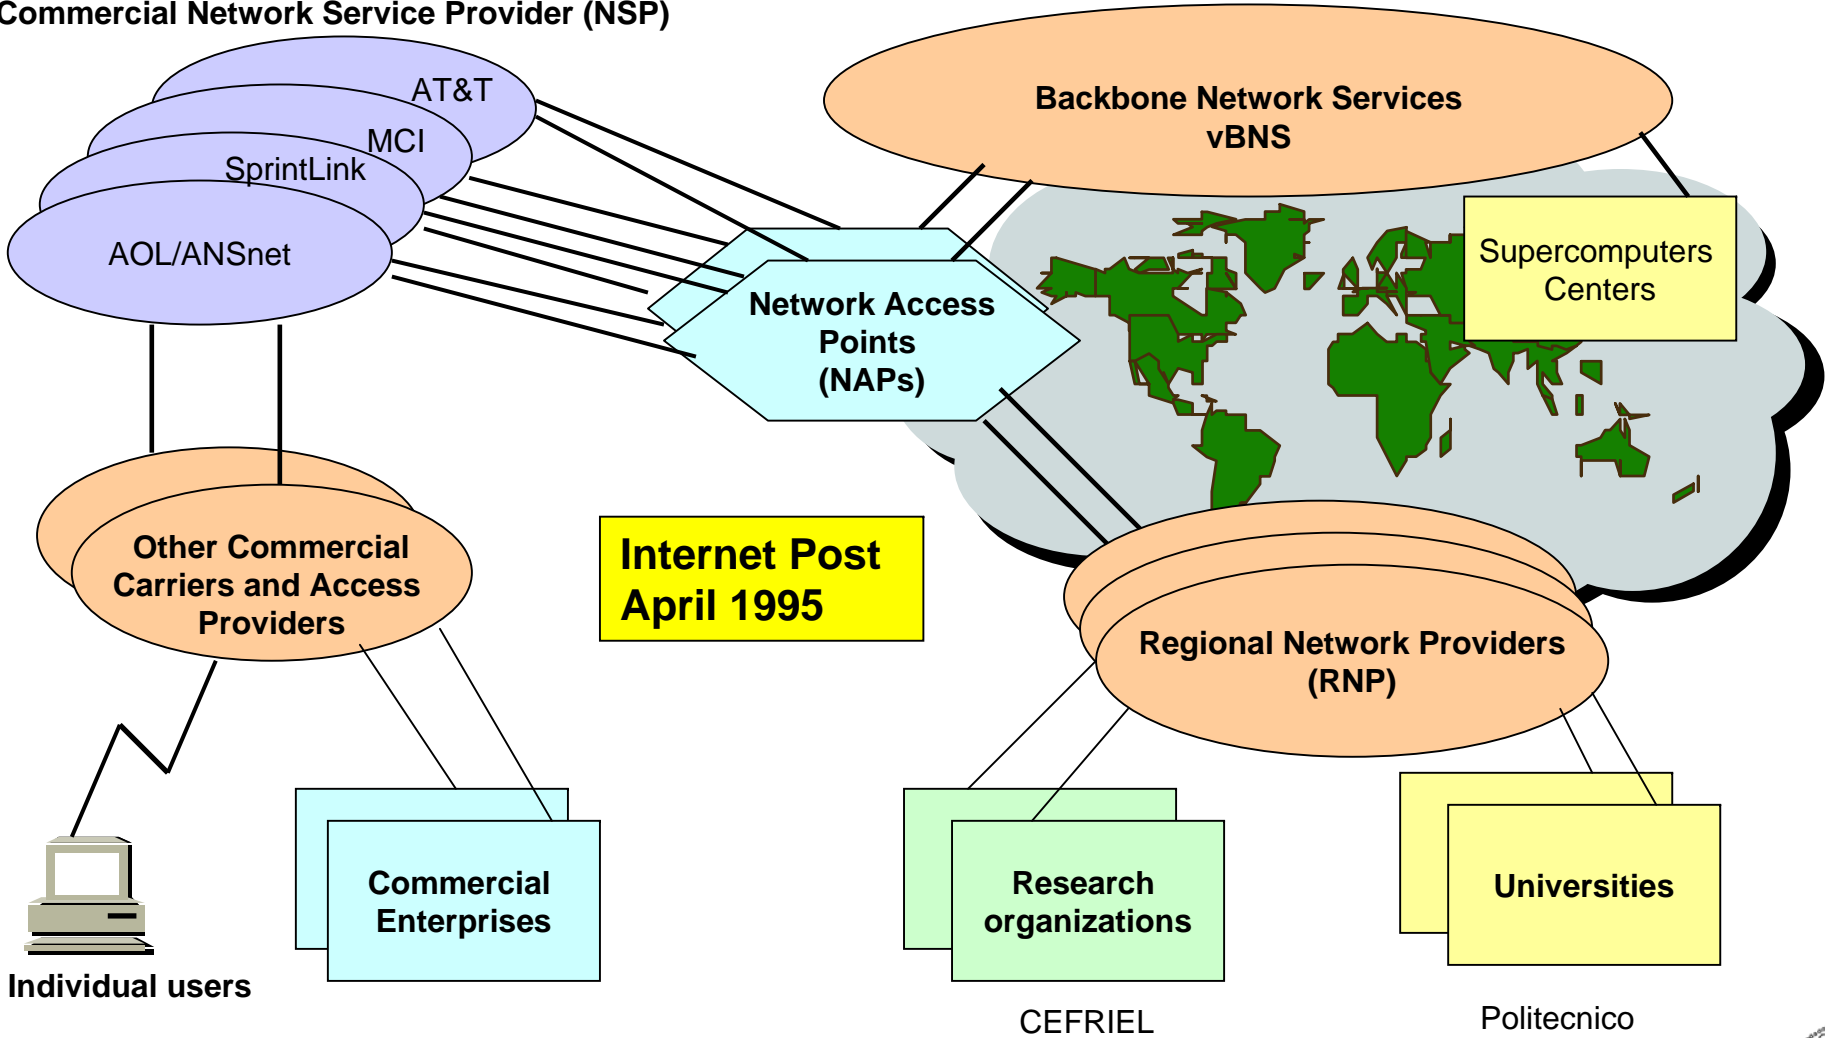 Commercial Network Service Provider (NSP)
AT&T
MCI
SprintLink
AOL/ANSnet
Backbone Network Services
vBNS
Supercomputers
Centers
Network Access
Points
(NAPs)
Other Commercial
Carriers and Access
Providers
Internet Post
April 1995
Regional Network Providers
(RNP)
Commercial
Enterprises
Research
organizations
Universities
Individual users
CEFRIEL
Politecnico